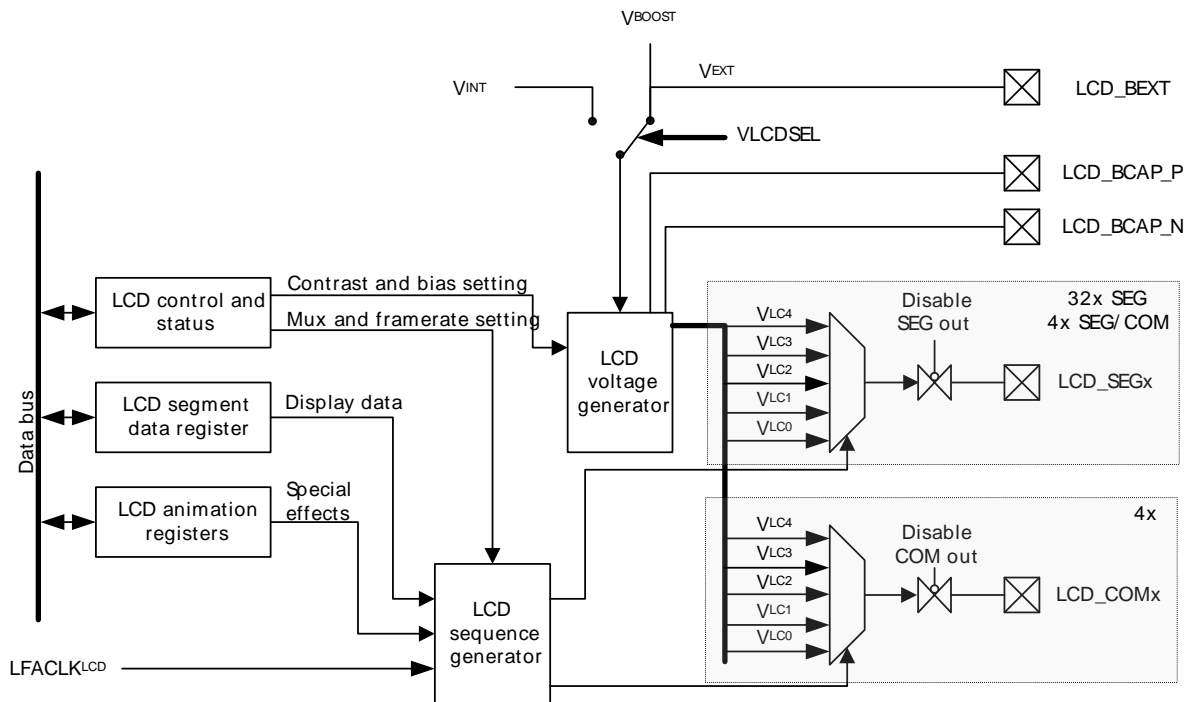 VBOOST
VINT
VEXT
LCD_BEXT
VLCDSEL
LCD_BCAP_P
LCD_BCAP_N
Data bus
LCD control and
status
Contrast and bias setting
Mux and framerate setting
LCD
voltage
generator
32x SEG
4x SEG/COM
Disable
SEG out
VLC4
VLC3
VLC2
VLC1
VLC0
LCD_SEGx
LCD segment
data register
Display data
LCD animation
registers
Special
effects
4x
Disable
COM out
VLC4
VLC3
VLC2
VLC1
VLC0
LCD_COMx
LCD
sequence
generator
LFACLKLCD